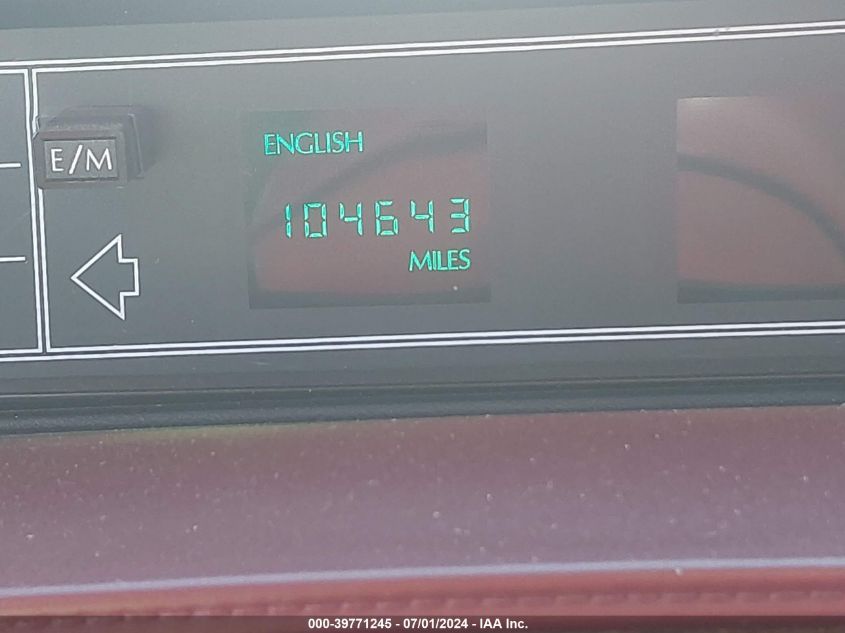 ENGLISH
E/M
104643
MILES
000-39771245 - 07/01/2024 - IAA Inc.